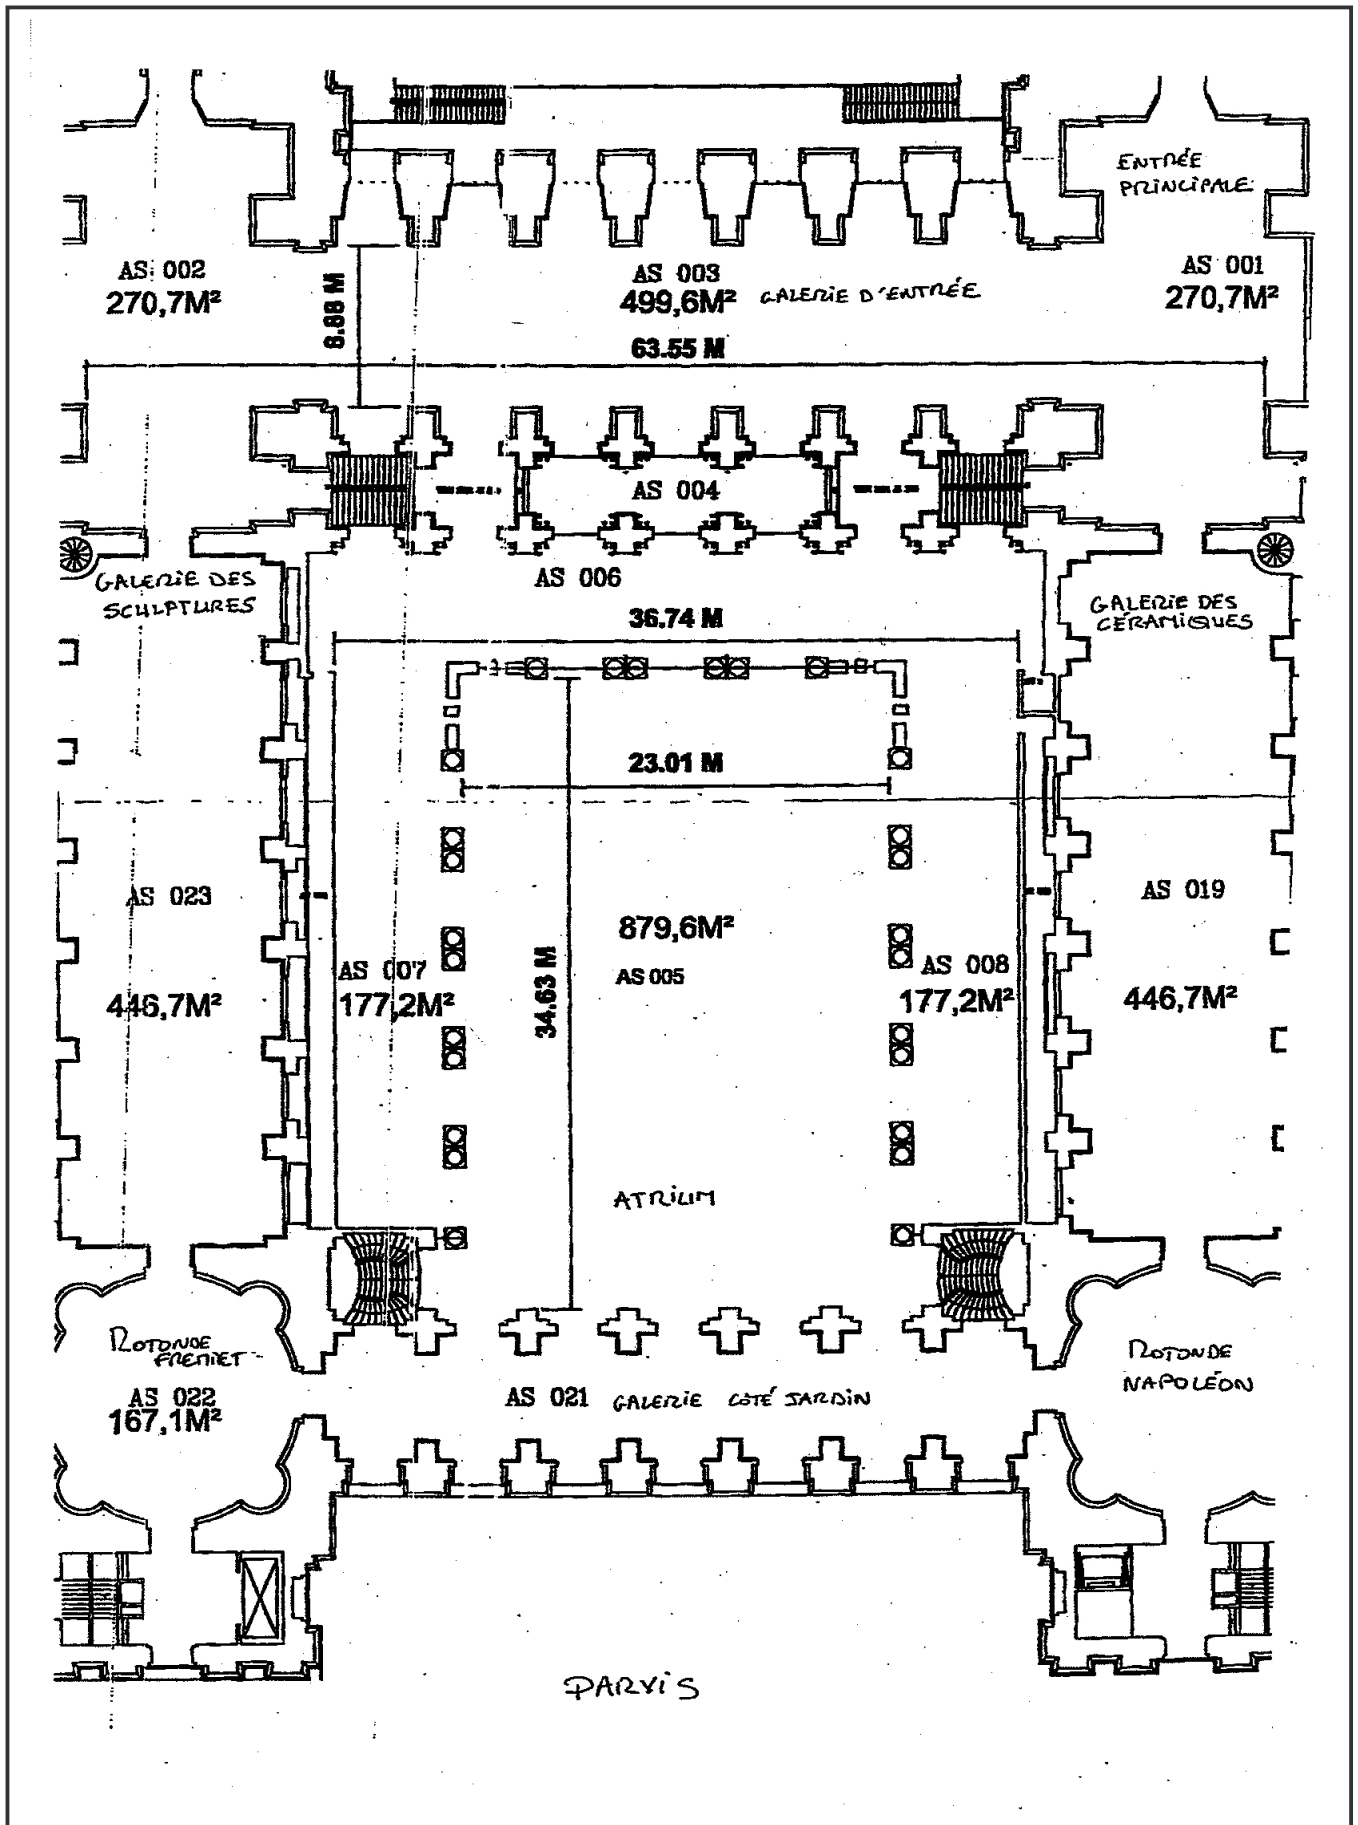 ENTRÉE
PRINCIPALE
AS 002
270,7M²
AS 003
499,6M² GALERIE D'ENTRÉE
AS 001
270,7M²
8.88 M
63.55 M
AS 004
AS 006
GALERIE DES
SCULPTURES
36.74 M
GALERIE DES
CÉRAMIQUES
23.01 M
AS 023
446,7M²
AS 007
177,2M²
34.63 M
879,6M²
AS 005
AS 008
177,2M²
AS 019
446,7M²
ATRIUM
ROTONDE
FREMIET
AS 022
167,1M²
AS 021 GALERIE CÔTÉ JARDIN
ROTONDE
NAPOLÉON
PARVIS